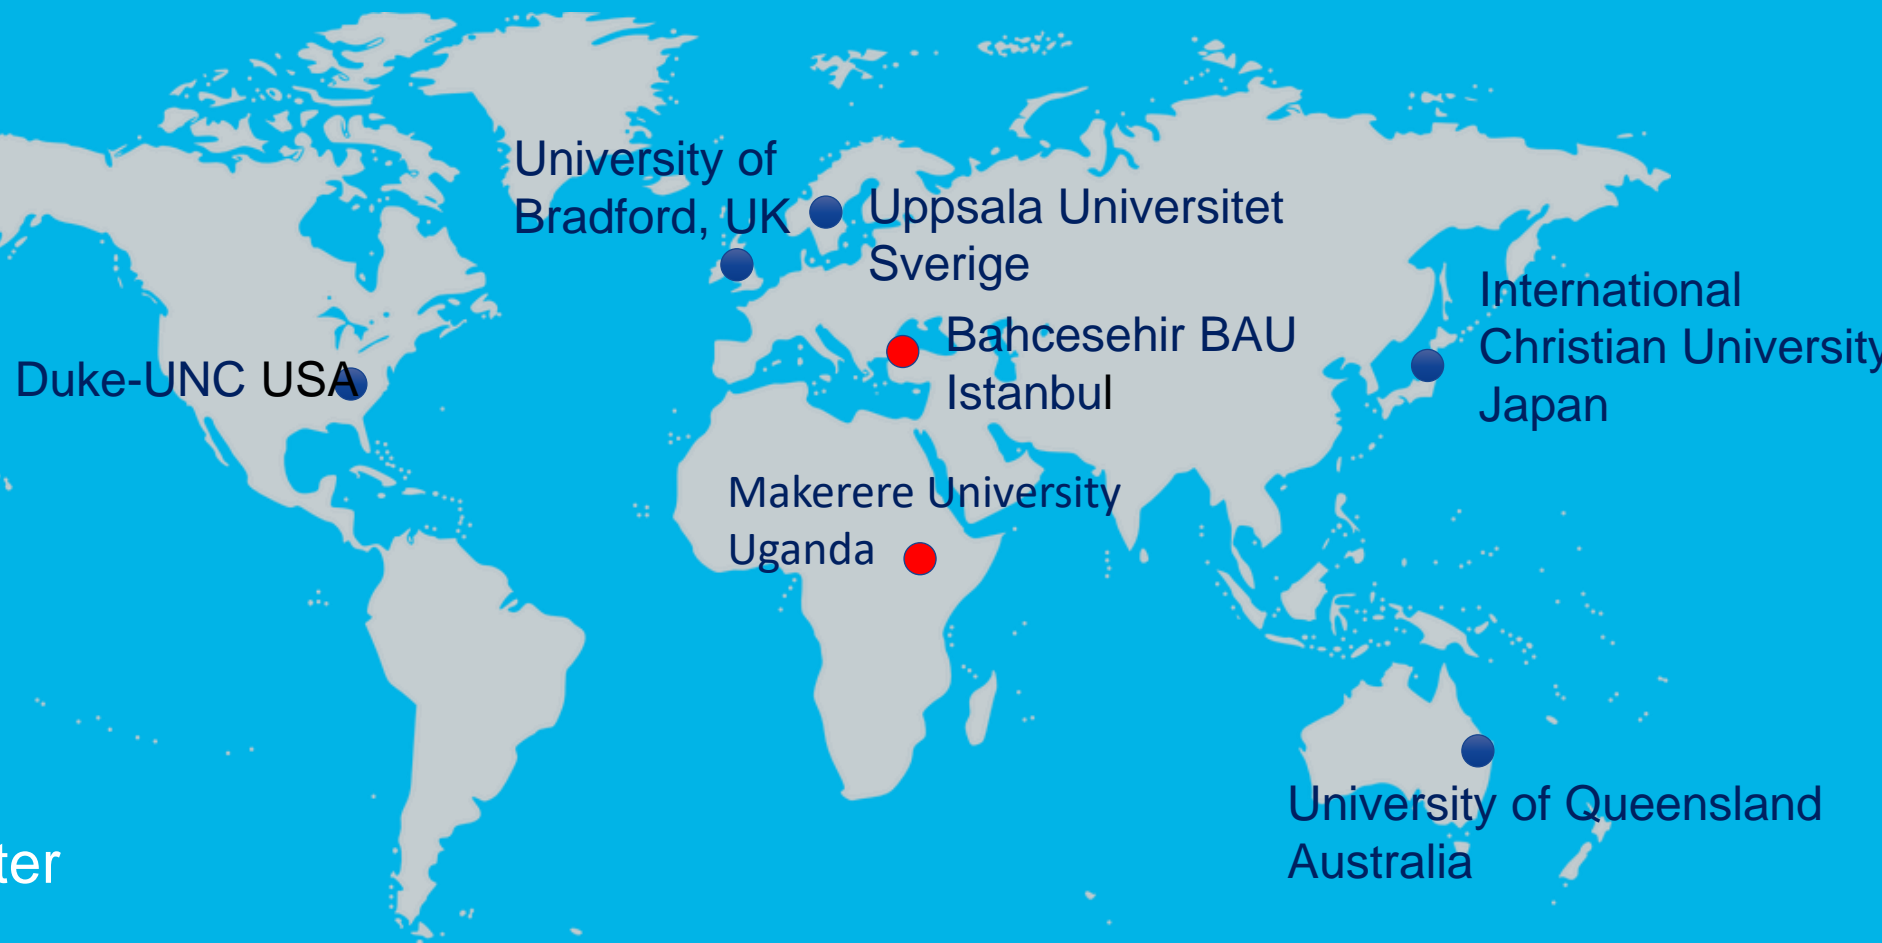 University of
Bradford, UK
Uppsala Universitet
Sverige
International
Christian University
Japan
Bahcesehir BAU
Istanbul
Duke-UNC USA
Makerere University
Uganda
University of Queensland
Australia
ter